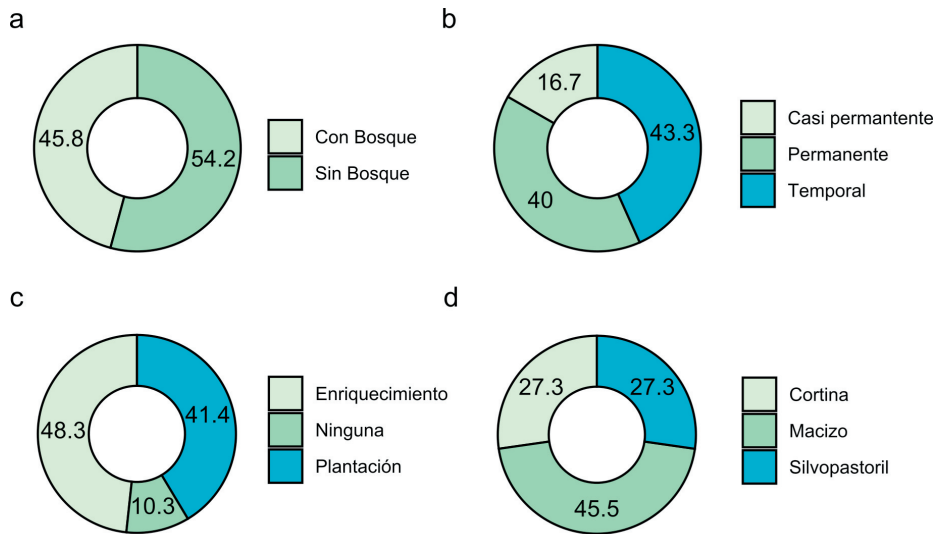 a
45.8
54.2
Con Bosque
Sin Bosque
b
16.7
43.3
40
Casi permantente
Permanente
Temporal
c
48.3
41.4
10.3
Enriquecimiento
Ninguna
Plantación
d
27.3
27.3
45.5
Cortina
Macizo
Silvopastoril